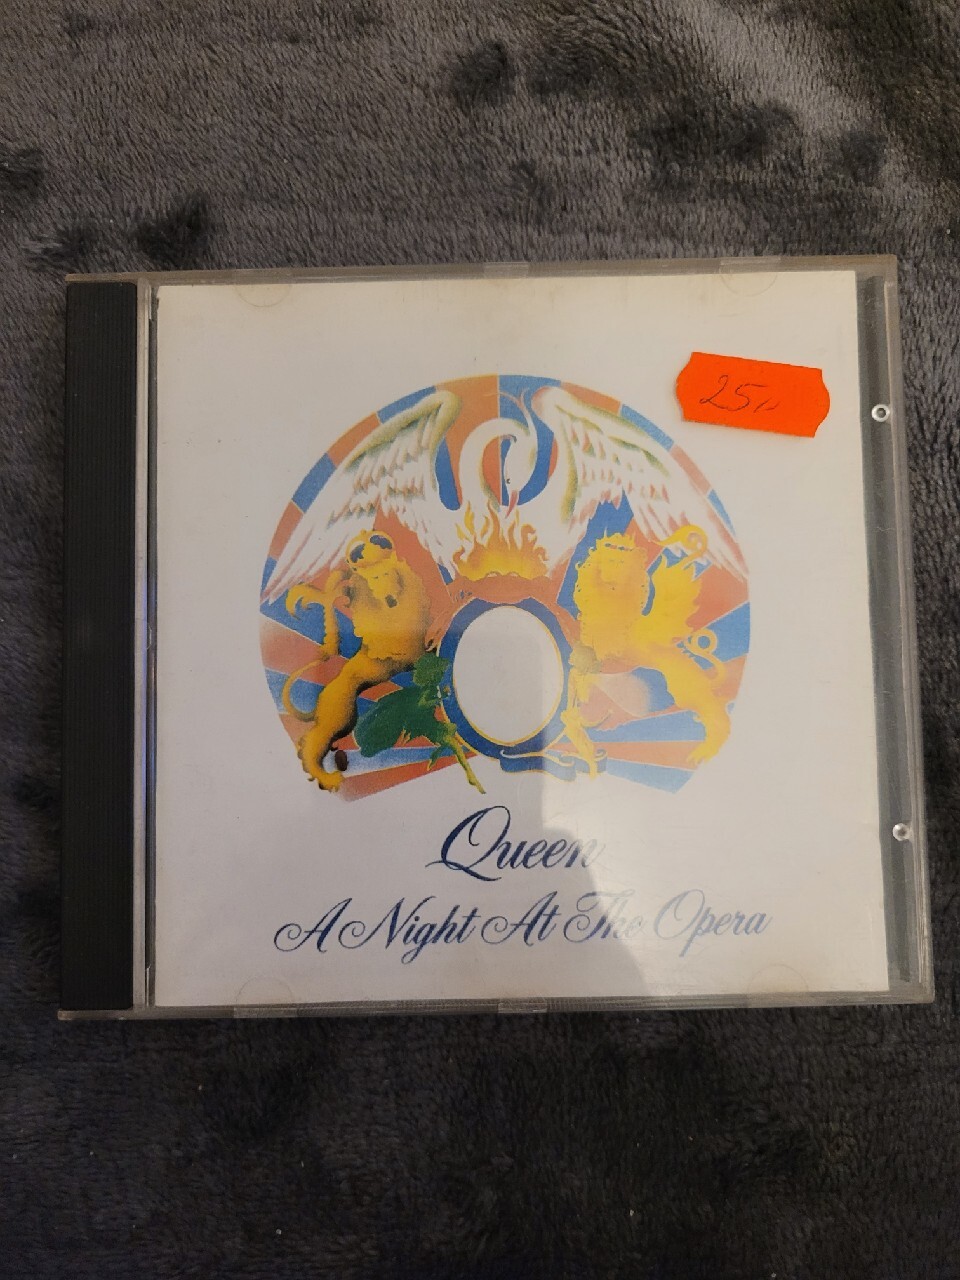 25,,
Queen
A Night At The Opera